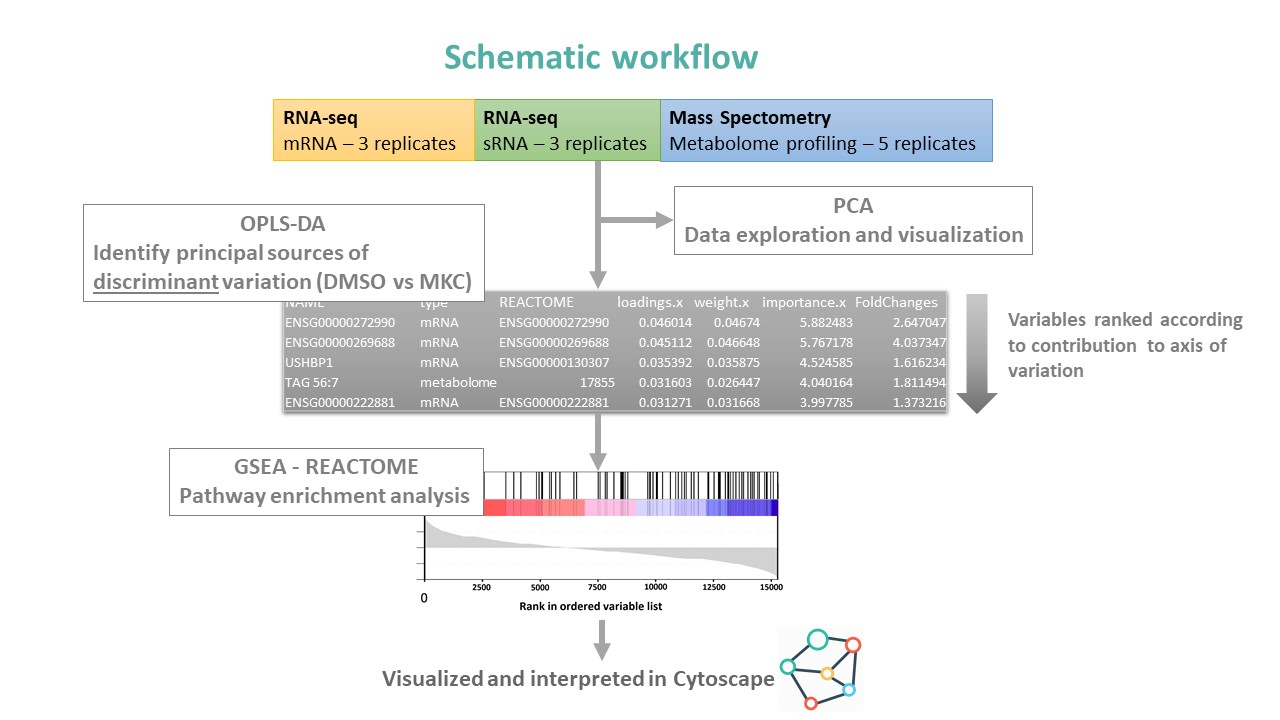 Schematic workflow
RNA-seq
mRNA – 3 replicates
RNA-seq
sRNA – 3 replicates
Mass Spectometry
Metabolome profiling – 5 replicates
PCA
Data exploration and visualization
OPLS-DA
Identify principal sources of
discriminant variation (DMSO vs MKC)
NAME type REACTOME loadings.x weight.x importance.x FoldChanges
ENSG00000272990 mRNA ENSG00000272990 0.046014 0.04674 5.882483 2.647047
ENSG00000269688 mRNA ENSG00000269688 0.045112 0.046648 5.767178 4.037347
USHBP1 mRNA ENSG00000130307 0.035392 0.035875 4.524585 1.616234
TAG 56:7 metabolome 17855 0.031603 0.026447 4.040164 1.811494
ENSG00000222881 mRNA ENSG00000222881 0.031271 0.031668 3.997785 1.373216
Variables ranked according
to contribution to axis of
variation
GSEA - REACTOME
Pathway enrichment analysis
0 2500 5000 7500 10000 12500 15000
Rank in ordered variable list
Visualized and interpreted in Cytoscape